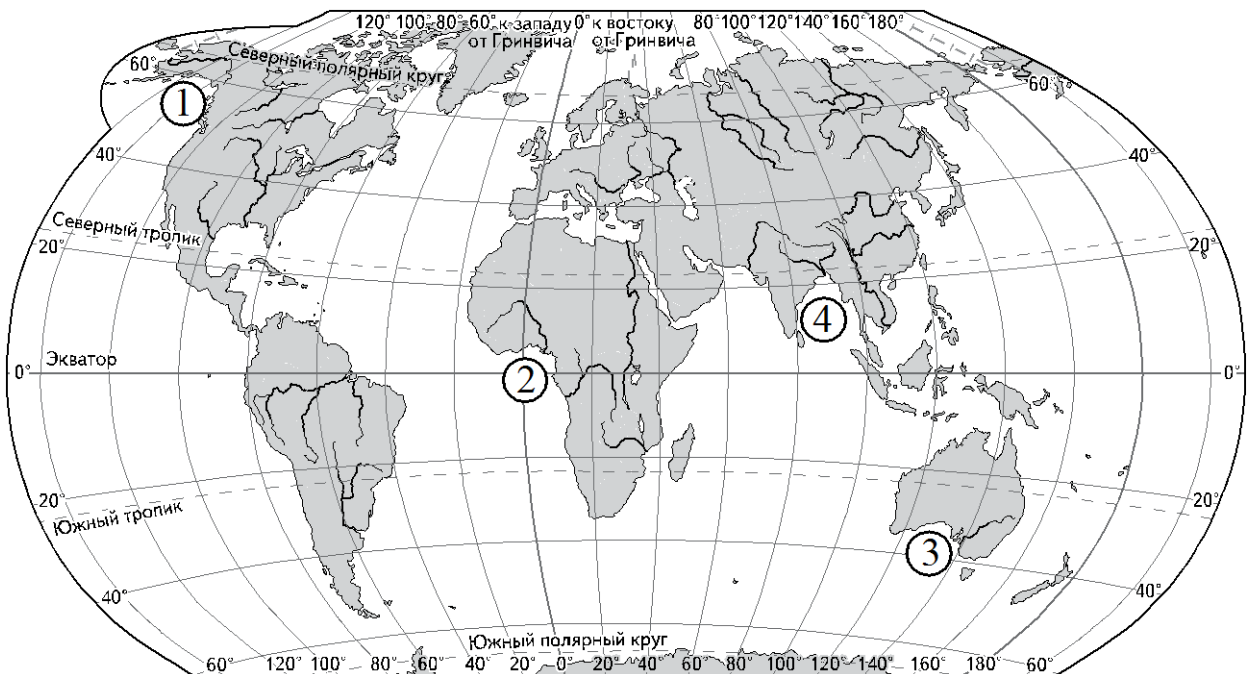 120° 100° 80° 60° к западу 0° к востоку 80° 100° 120° 140° 160° 180°
от Гринвича от Гринвича
60° Северный полярный круг 60°
1
40° 40°
Северный тропик
20° 20°
4
Экватор
0° 0°
2
20° 20°
Южный тропик
3
40° 40°
Южный полярный круг
60° 120° 100° 80° 60° 40° 20° 0° 20° 40° 60° 80° 100° 120° 140° 160° 180° 60°